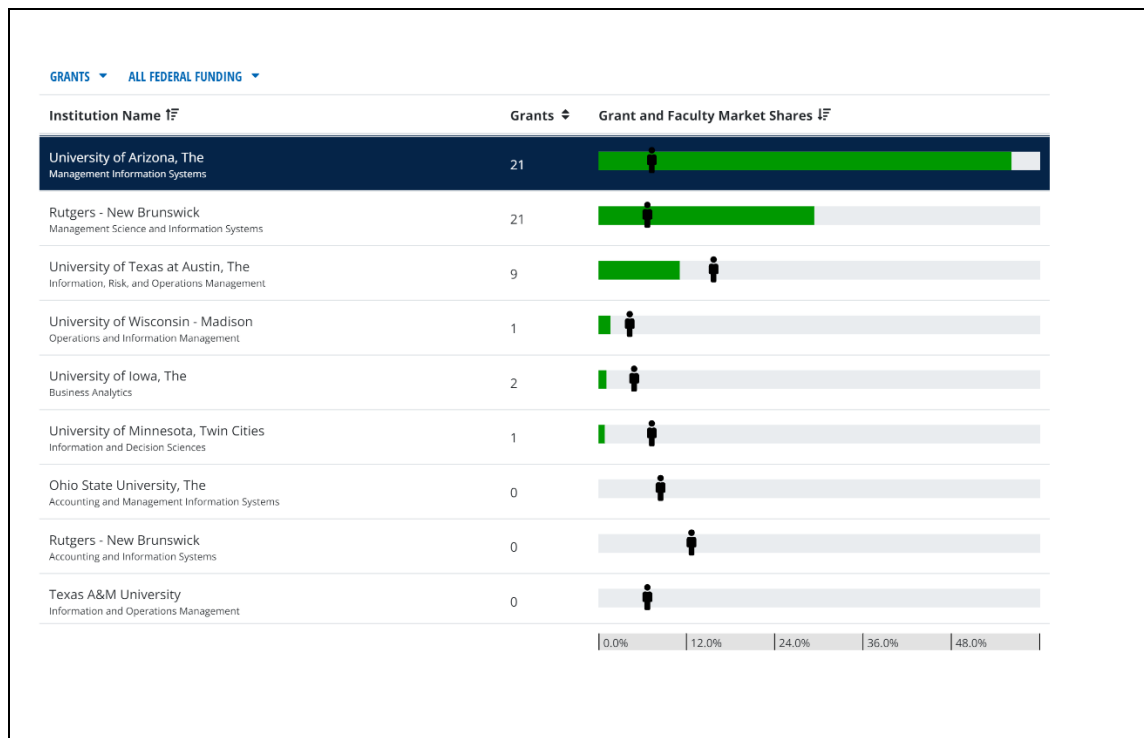 GRANTS ALL FEDERAL FUNDING
Institution Name Grants Grant and Faculty Market Shares
University of Arizona, The
Management Information Systems
21
Rutgers - New Brunswick
Management Science and Information Systems
21
University of Texas at Austin, The
Information, Risk, and Operations Management
9
University of Wisconsin - Madison
Operations and Information Management
1
University of Iowa, The
Business Analytics
2
University of Minnesota, Twin Cities
Information and Decision Sciences
1
Ohio State University, The
Accounting and Management Information Systems
0
Rutgers - New Brunswick
Accounting and Information Systems
0
Texas A&M University
Information and Operations Management
0
0.0% 12.0% 24.0% 36.0% 48.0%